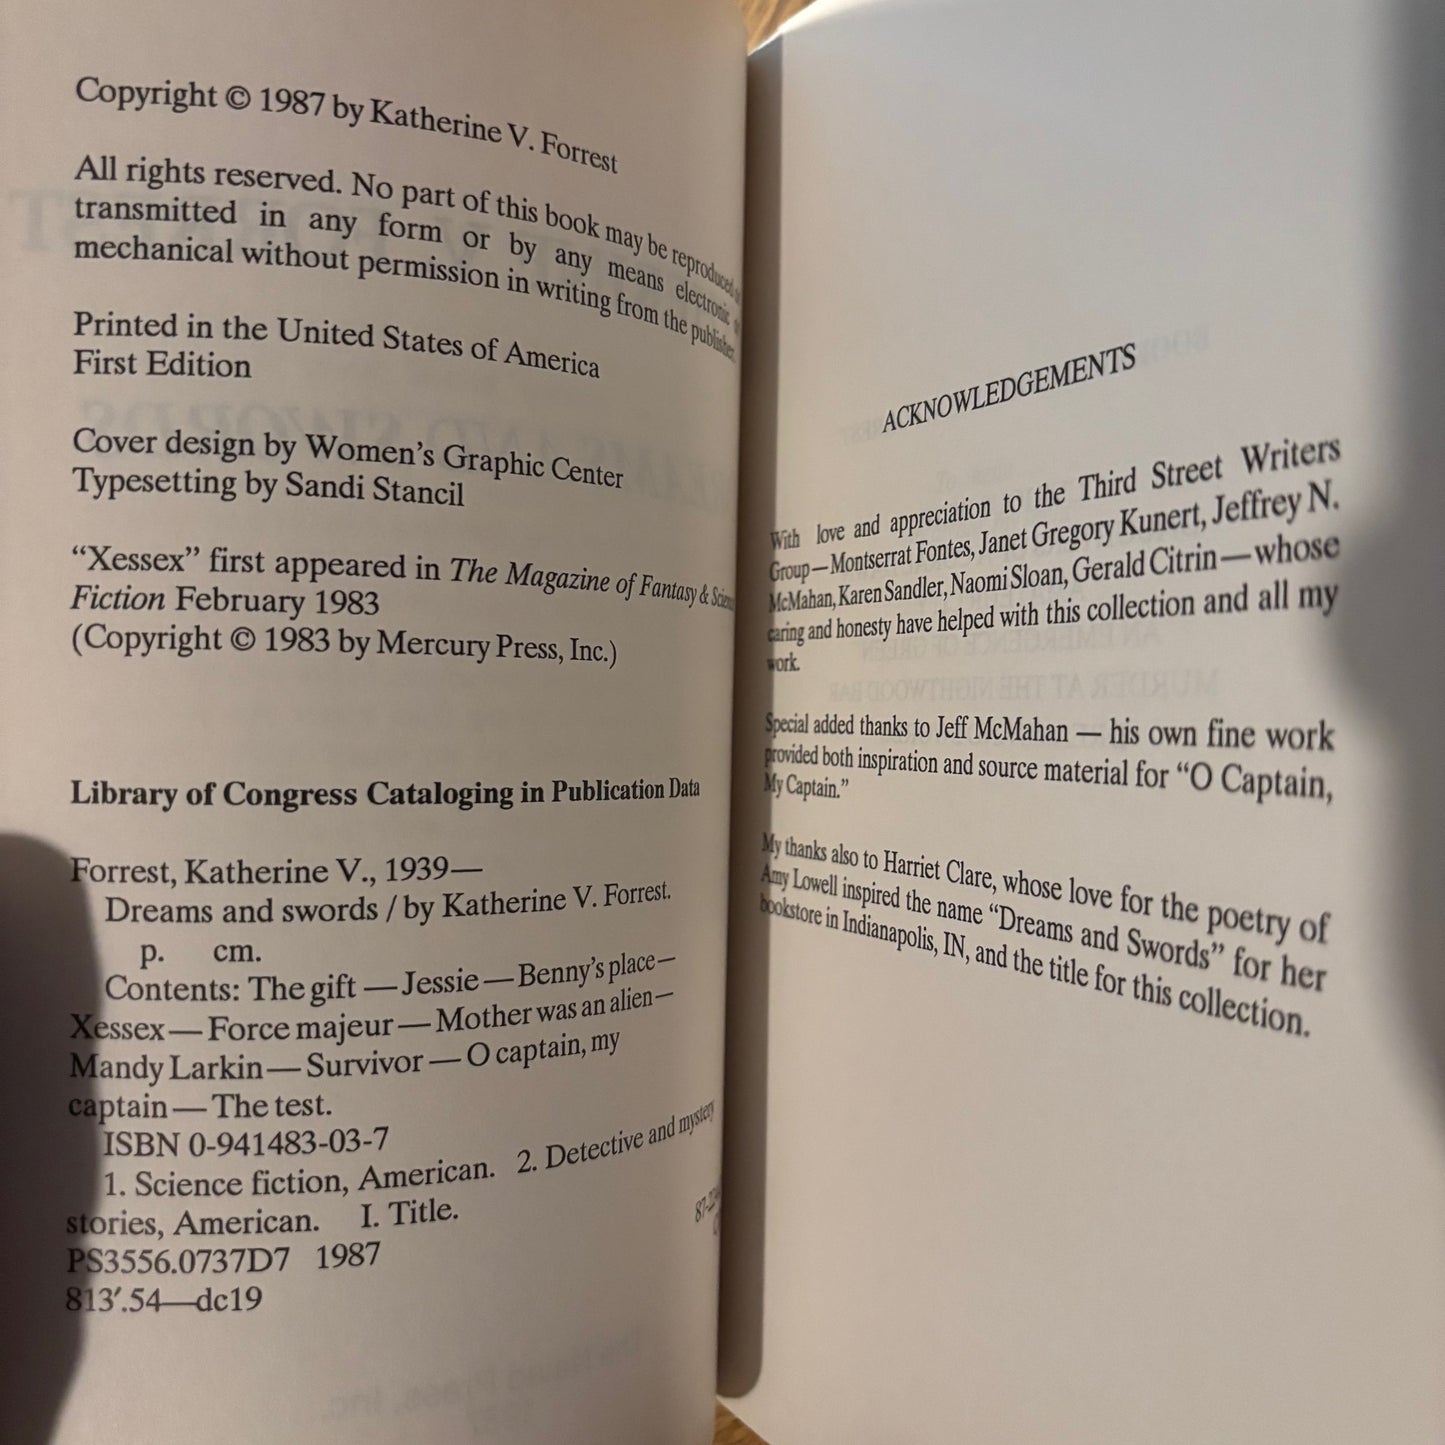 Copyright © 1987 by Katherine V. Forrest
All rights reserved. No part of this book may be reproduced or
transmitted in any form or by any means electronic or
mechanical without permission in writing from the publisher.
Printed in the United States of America
First Edition
Cover design by Women's Graphic Center
Typesetting by Sandi Stancil
“Xessex” first appeared in The Magazine of Fantasy & Science
Fiction February 1983
(Copyright © 1983 by Mercury Press, Inc.)
Library of Congress Cataloging in Publication Data
Forrest, Katherine V., 1939—
Dreams and swords / by Katherine V. Forrest.
p. cm.
Contents: The gift — Jessie — Benny's place—
Xessex — Force majeur — Mother was an alien—
Mandy Larkin — Survivor — O captain, my
captain — The test.
ISBN 0-941483-03-7
1. Science fiction, American. 2. Detective and mystery
stories, American. I. Title.
PS3556.0737D7 1987
813′.54—dc19
ACKNOWLEDGEMENTS
With love and appreciation to the Third Street Writers
Group—Montserrat Fontes, Janet Gregory Kunert, Jeffrey N.
McMahan, Karen Sandler, Naomi Sloan, Gerald Citrin—whose
caring and honesty have helped with this collection and all my
work.
Special added thanks to Jeff McMahan — his own fine work
provided both inspiration and source material for “O Captain,
My Captain.”
My thanks also to Harriet Clare, whose love for the poetry of
Amy Lowell inspired the name “Dreams and Swords” for her
bookstore in Indianapolis, IN, and the title for this collection.